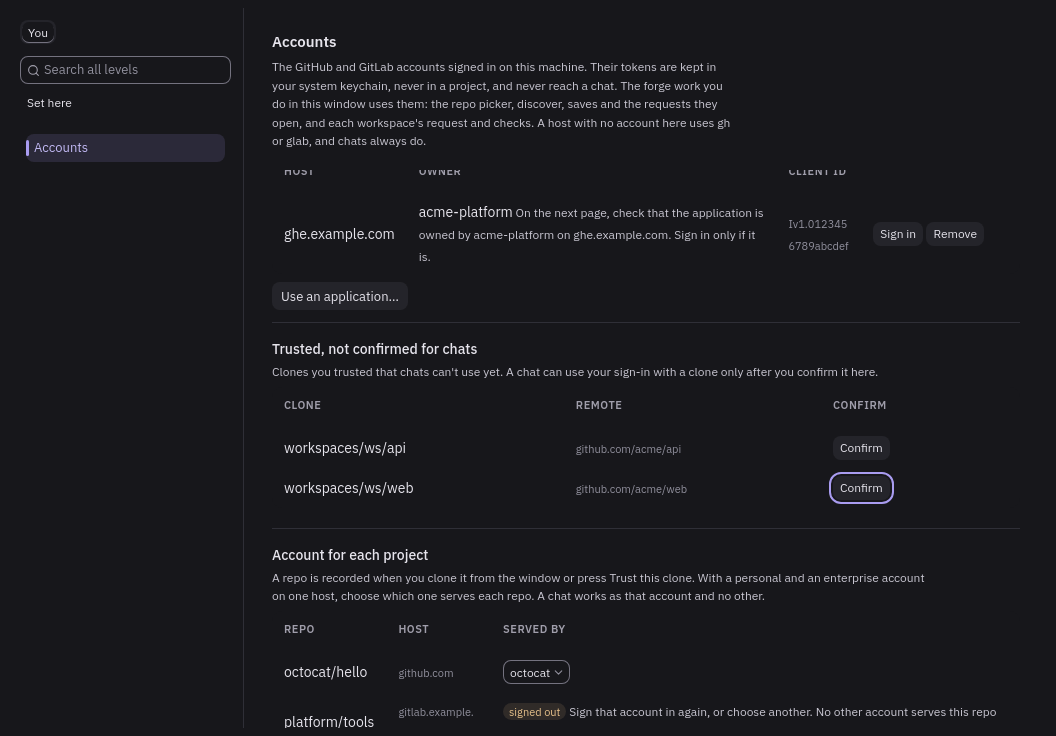 You
Search all levels
Set here
Accounts
Accounts
The GitHub and GitLab accounts signed in on this machine. Their tokens are kept in
your system keychain, never in a project, and never reach a chat. The forge work you
do in this window uses them: the repo picker, discover, saves and the requests they
open, and each workspace's request and checks. A host with no account here uses gh
or glab, and chats always do.
HOST OWNER CLIENT ID
ghe.example.com
acme-platform On the next page, check that the application is
owned by acme-platform on ghe.example.com. Sign in only if it
is.
Iv1.012345
6789abcdef
Sign in Remove
Use an application...
Trusted, not confirmed for chats
Clones you trusted that chats can't use yet. A chat can use your sign-in with a clone only after you confirm it here.
CLONE REMOTE CONFIRM
workspaces/ws/api github.com/acme/api Confirm
workspaces/ws/web github.com/acme/web Confirm
Account for each project
A repo is recorded when you clone it from the window or press Trust this clone. With a personal and an enterprise account
on one host, choose which one serves each repo. A chat works as that account and no other.
REPO HOST SERVED BY
octocat/hello github.com octocat
platform/tools gitlab.example. signed out Sign that account in again, or choose another. No other account serves this repo